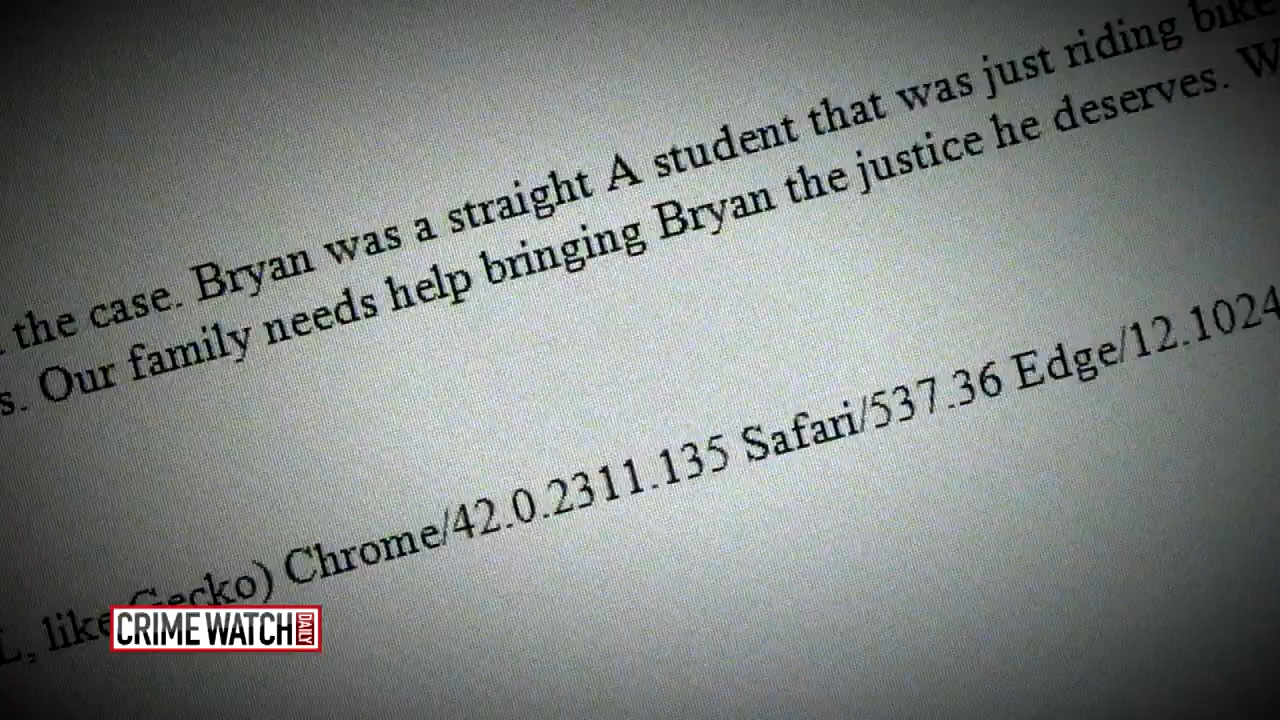 the case. Bryan was a straight A student that was just riding bike
s. Our family needs help bringing Bryan the justice he deserves. W
L, like Gecko) Chrome/42.0.2311.135 Safari/537.36 Edge/12.1024
CRIME WATCH DAILY